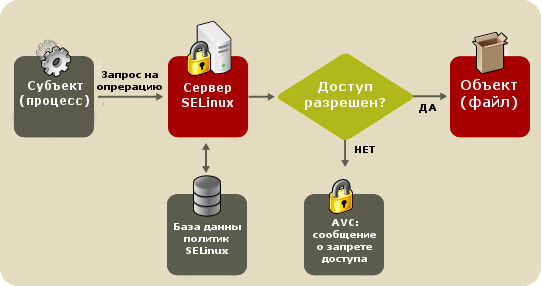 Субъект
(процесс)
Запрос на
опрерацию
Сервер
SELinux
Доступ
разрешен?
ДА
Объект
(файл)
НЕТ
База данны
политик
SELinux
AVC:
сообщение
о запрете
доступа